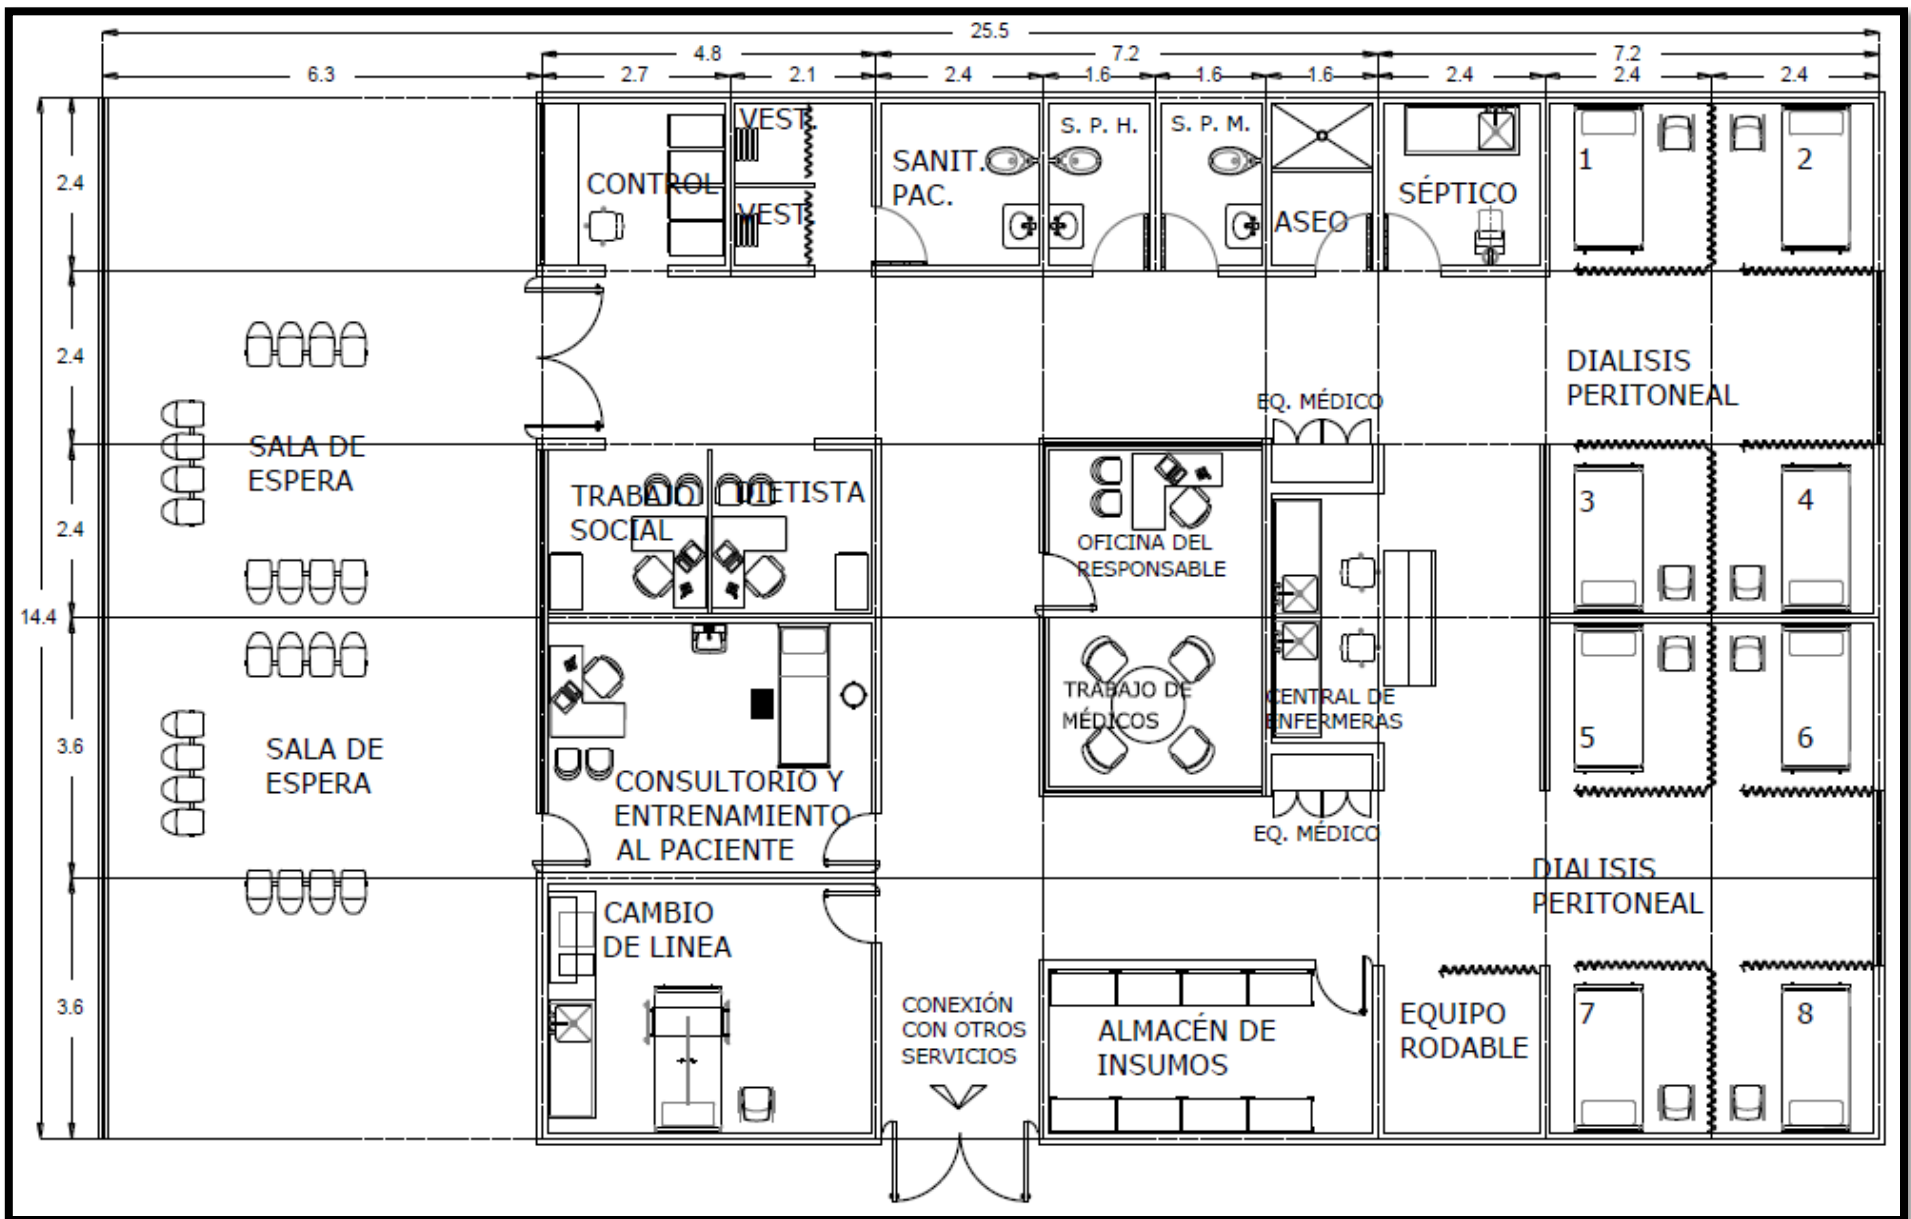 25.5
4.8
7.2
7.2
6.3
2.7
2.1
2.4
1.6
1.6
1.6
2.4
2.4
2.4
VEST.
S. P. H.
S. P. M.
SANIT.
PAC.
1
2
2.4
CONTROL
SÉPTICO
VEST.
ASEO
2.4
DIALISIS
PERITONEAL
EQ. MÉDICO
SALA DE
ESPERA
TRABAJO
SOCIAL
DIETISTA
3
4
2.4
OFICINA DEL
RESPONSABLE
14.4
TRABAJO DE
MÉDICOS
CENTRAL DE
ENFERMERAS
5
6
3.6
SALA DE
ESPERA
CONSULTORIO Y
ENTRENAMIENTO
AL PACIENTE
EQ. MÉDICO
DIALISIS
PERITONEAL
CAMBIO
DE LINEA
3.6
CONEXIÓN
CON OTROS
SERVICIOS
ALMACÉN DE
INSUMOS
EQUIPO
RODABLE
7
8